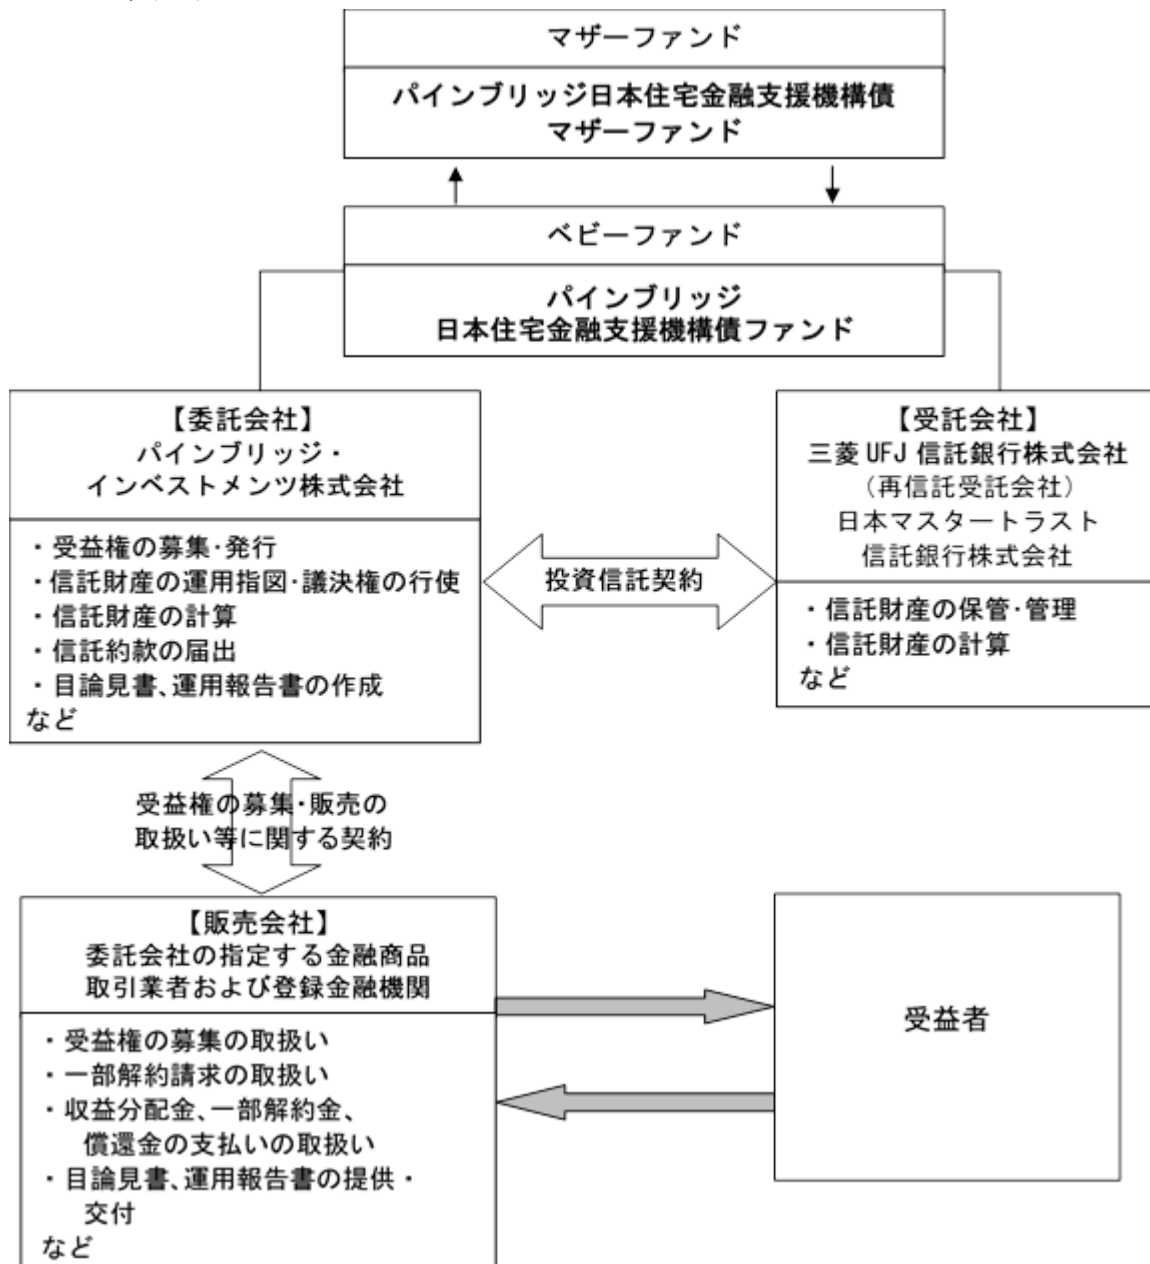 マザーファンド
パインブリッジ日本住宅金融支援機構債
マザーファンド
ベビーファンド
パインブリッジ
日本住宅金融支援機構債ファンド
【委託会社】
パインブリッジ・
インベストメンツ株式会社
・受益権の募集・発行
・信託財産の運用指図・議決権の行使
・信託財産の計算
・信託約款の届出
・目論見書、運用報告書の作成
など
投資信託契約
【受託会社】
三菱 UFJ 信託銀行株式会社
（再信託受託会社）
日本マスタートラスト
信託銀行株式会社
・信託財産の保管・管理
・信託財産の計算
など
受益権の募集・販売の
取扱い等に関する契約
【販売会社】
委託会社の指定する金融商品
取引業者および登録金融機関
・受益権の募集の取扱い
・一部解約請求の取扱い
・収益分配金、一部解約金、
償還金の支払いの取扱い
・目論見書、運用報告書の提供・
交付
など
受益者